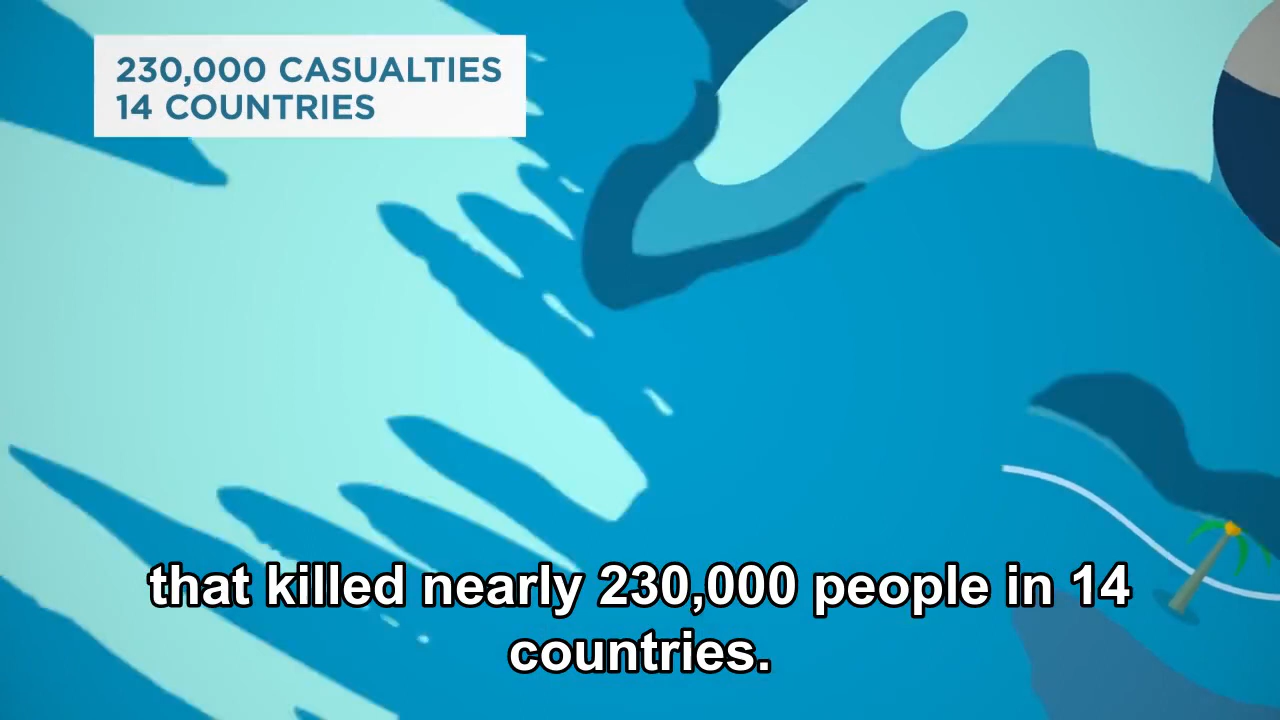 230,000 CASUALTIES
14 COUNTRIES
that killed nearly 230,000 people in 14
countries.